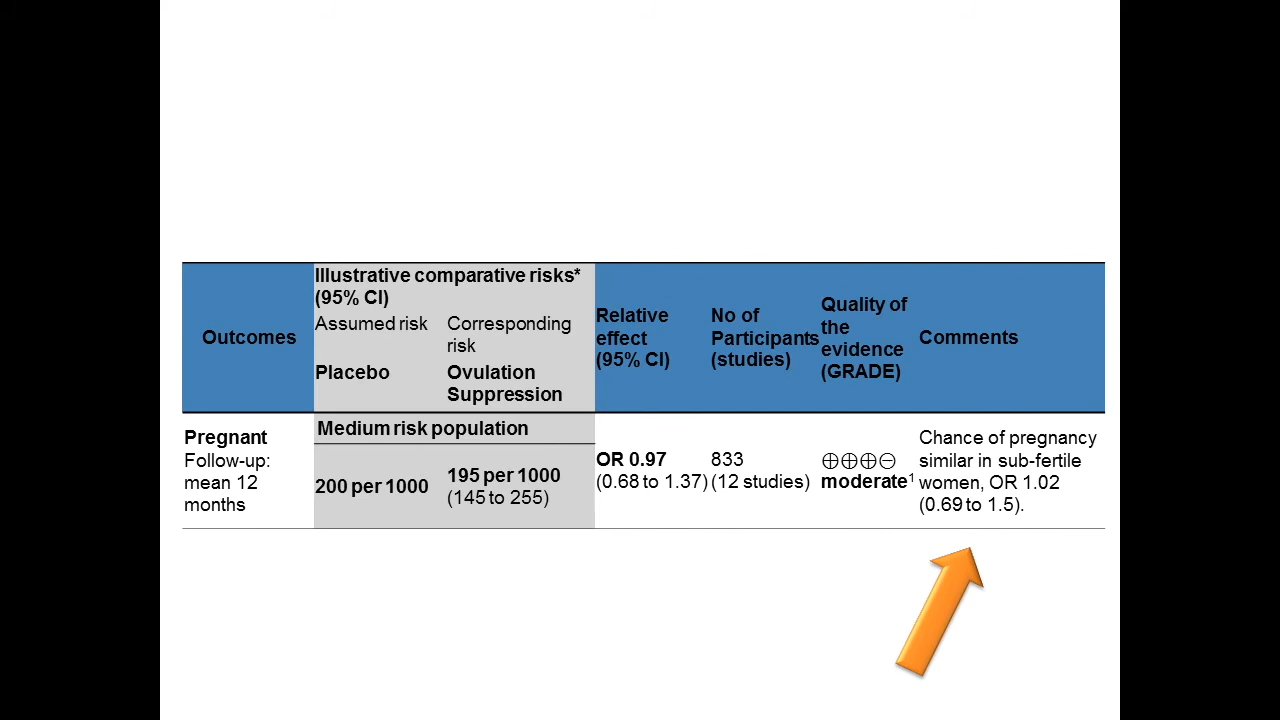 Outcomes
Illustrative comparative risks*
(95% CI)
Assumed risk
Corresponding
risk
Placebo
Ovulation
Suppression
Relative
effect
(95% CI)
No of
Participants
(studies)
Quality of
the
evidence
(GRADE)
Comments
Pregnant
Follow-up:
mean 12
months
Medium risk population
200 per 1000
195 per 1000
(145 to 255)
OR 0.97
(0.68 to 1.37)
833
(12 studies)
⊕⊕⊕⊖
moderate¹
Chance of pregnancy
similar in sub-fertile
women, OR 1.02
(0.69 to 1.5).